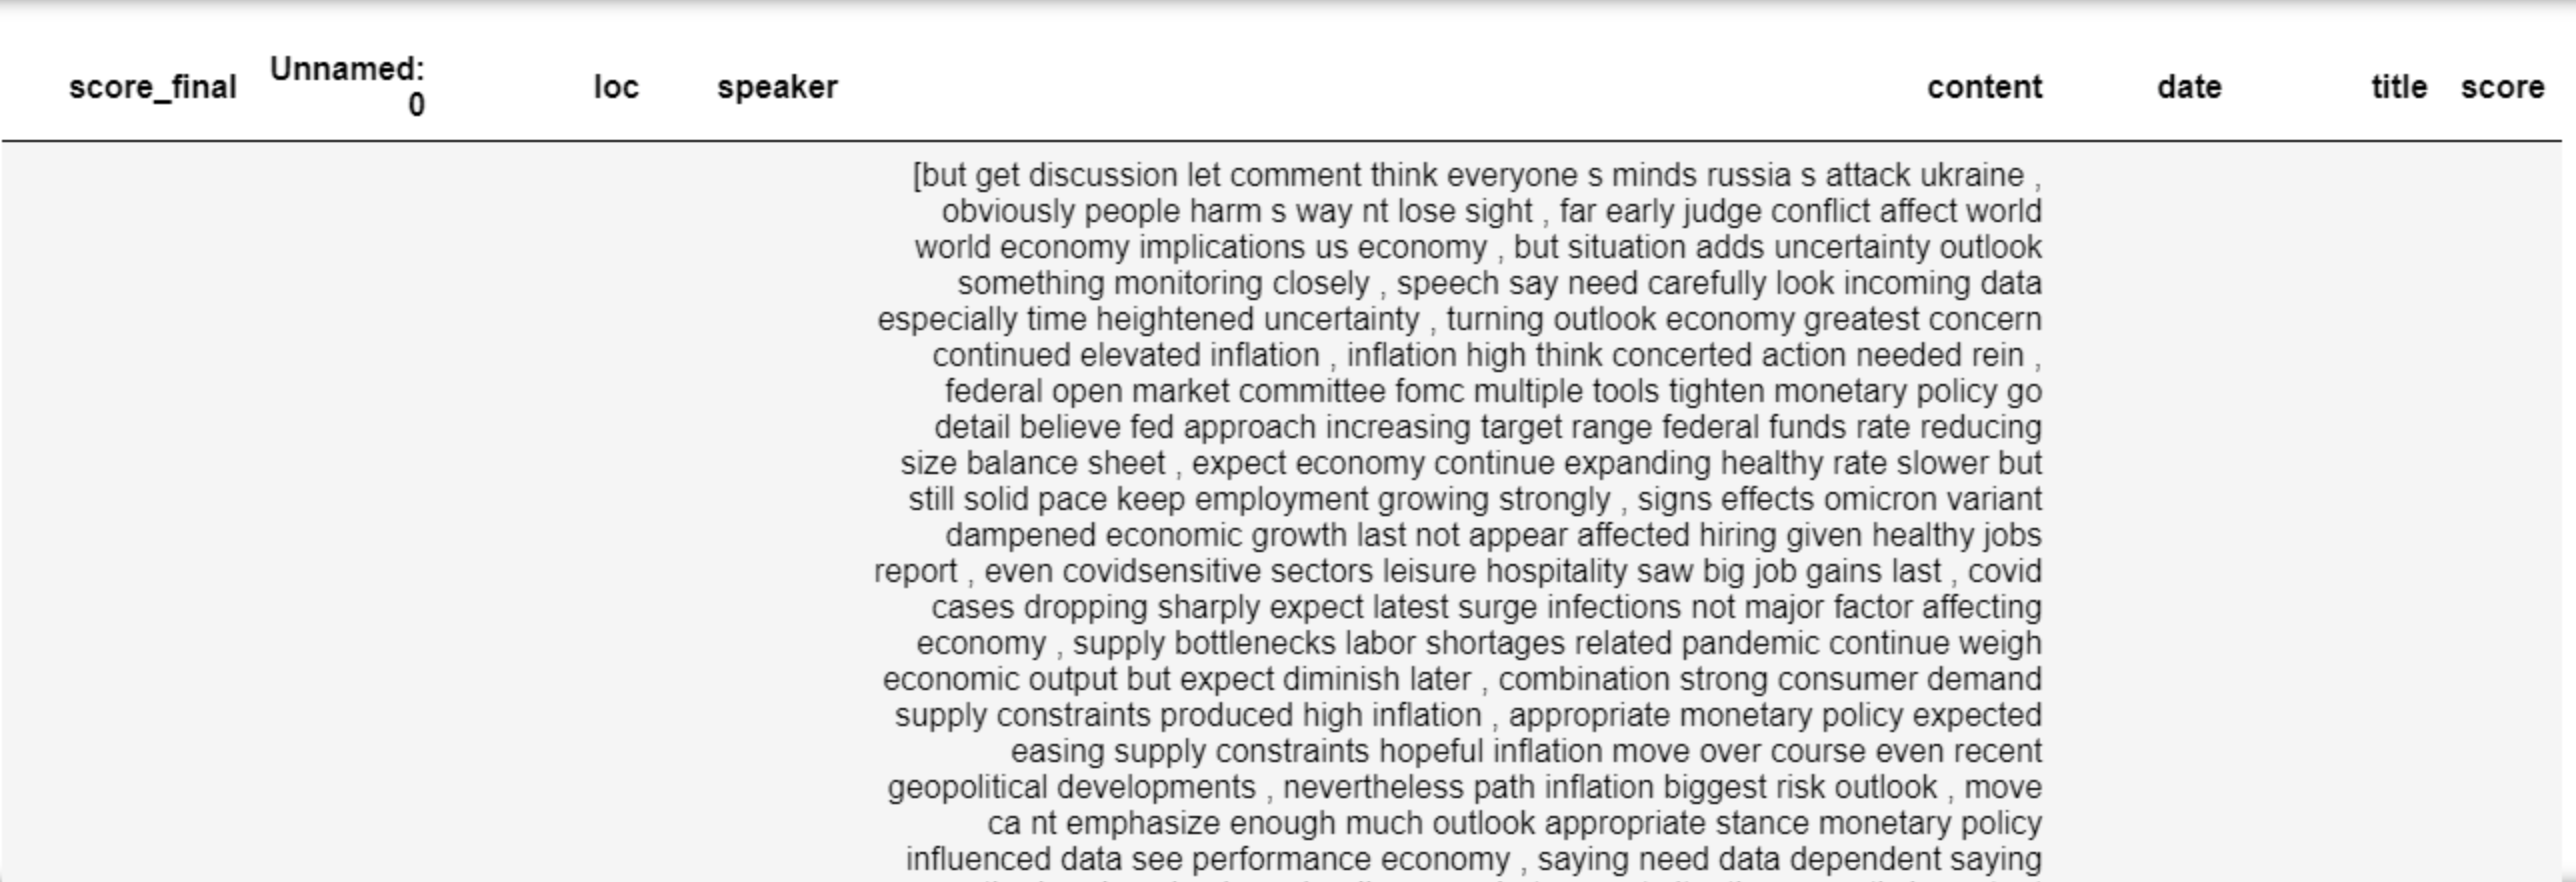 score_final Unnamed: 0 loc speaker content date title score
[but get discussion let comment think everyone s minds russia s attack ukraine ,
obviously people harm s way nt lose sight , far early judge conflict affect world
world economy implications us economy , but situation adds uncertainty outlook
something monitoring closely , speech say need carefully look incoming data
especially time heightened uncertainty , turning outlook economy greatest concern
continued elevated inflation , inflation high think concerted action needed rein ,
federal open market committee fomc multiple tools tighten monetary policy go
detail believe fed approach increasing target range federal funds rate reducing
size balance sheet , expect economy continue expanding healthy rate slower but
still solid pace keep employment growing strongly , signs effects omicron variant
dampened economic growth last not appear affected hiring given healthy jobs
report , even covidsensitive sectors leisure hospitality saw big job gains last , covid
cases dropping sharply expect latest surge infections not major factor affecting
economy , supply bottlenecks labor shortages related pandemic continue weigh
economic output but expect diminish later , combination strong consumer demand
supply constraints produced high inflation , appropriate monetary policy expected
easing supply constraints hopeful inflation move over course even recent
geopolitical developments , nevertheless path inflation biggest risk outlook , move
ca nt emphasize enough much outlook appropriate stance monetary policy
influenced data see performance economy , saying need data dependent saying